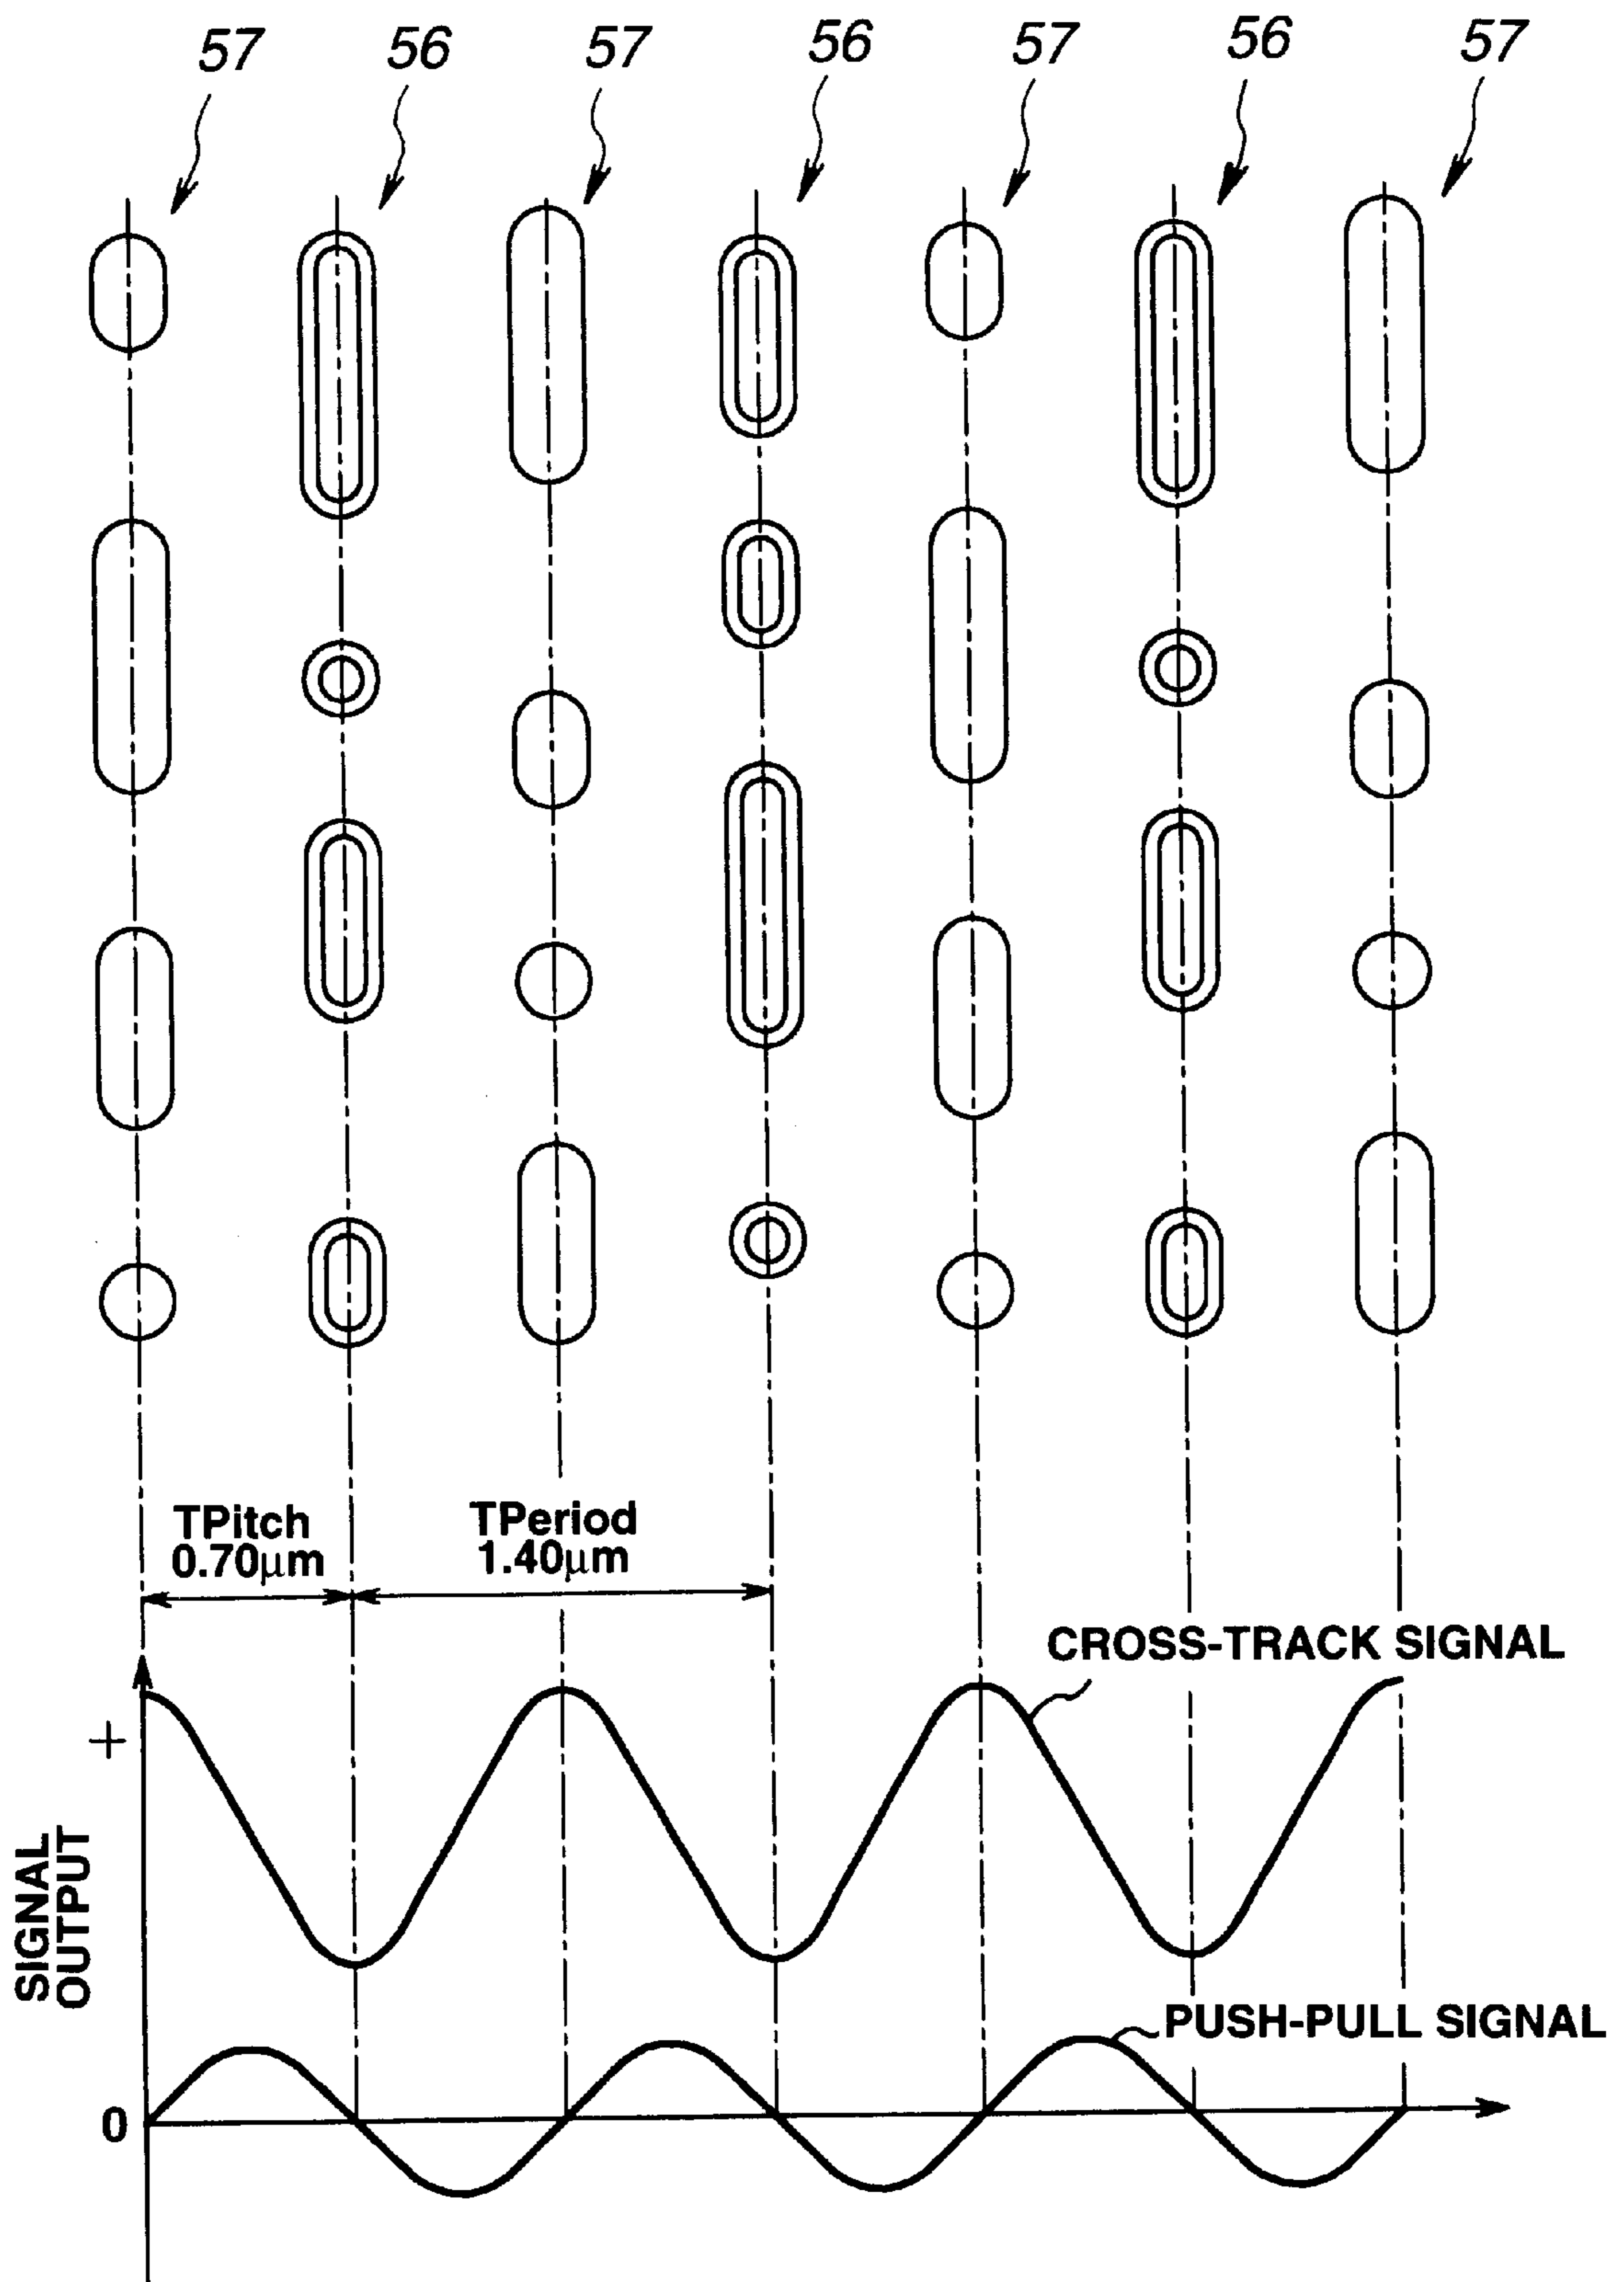 57 56 57 56 57 56 57
TPitch
0.70μm
TPeriod
1.40μm
CROSS-TRACK SIGNAL
+
SIGNAL
OUTPUT
PUSH-PULL SIGNAL
0